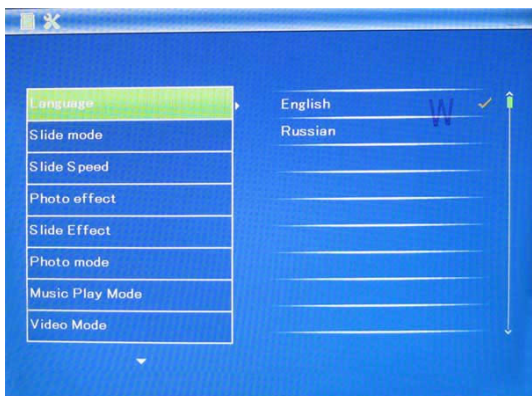 Language
Slide mode
Slide Speed
Photo effect
Slide Effect
Photo mode
Music Play Mode
Video Mode
English
Russian
W